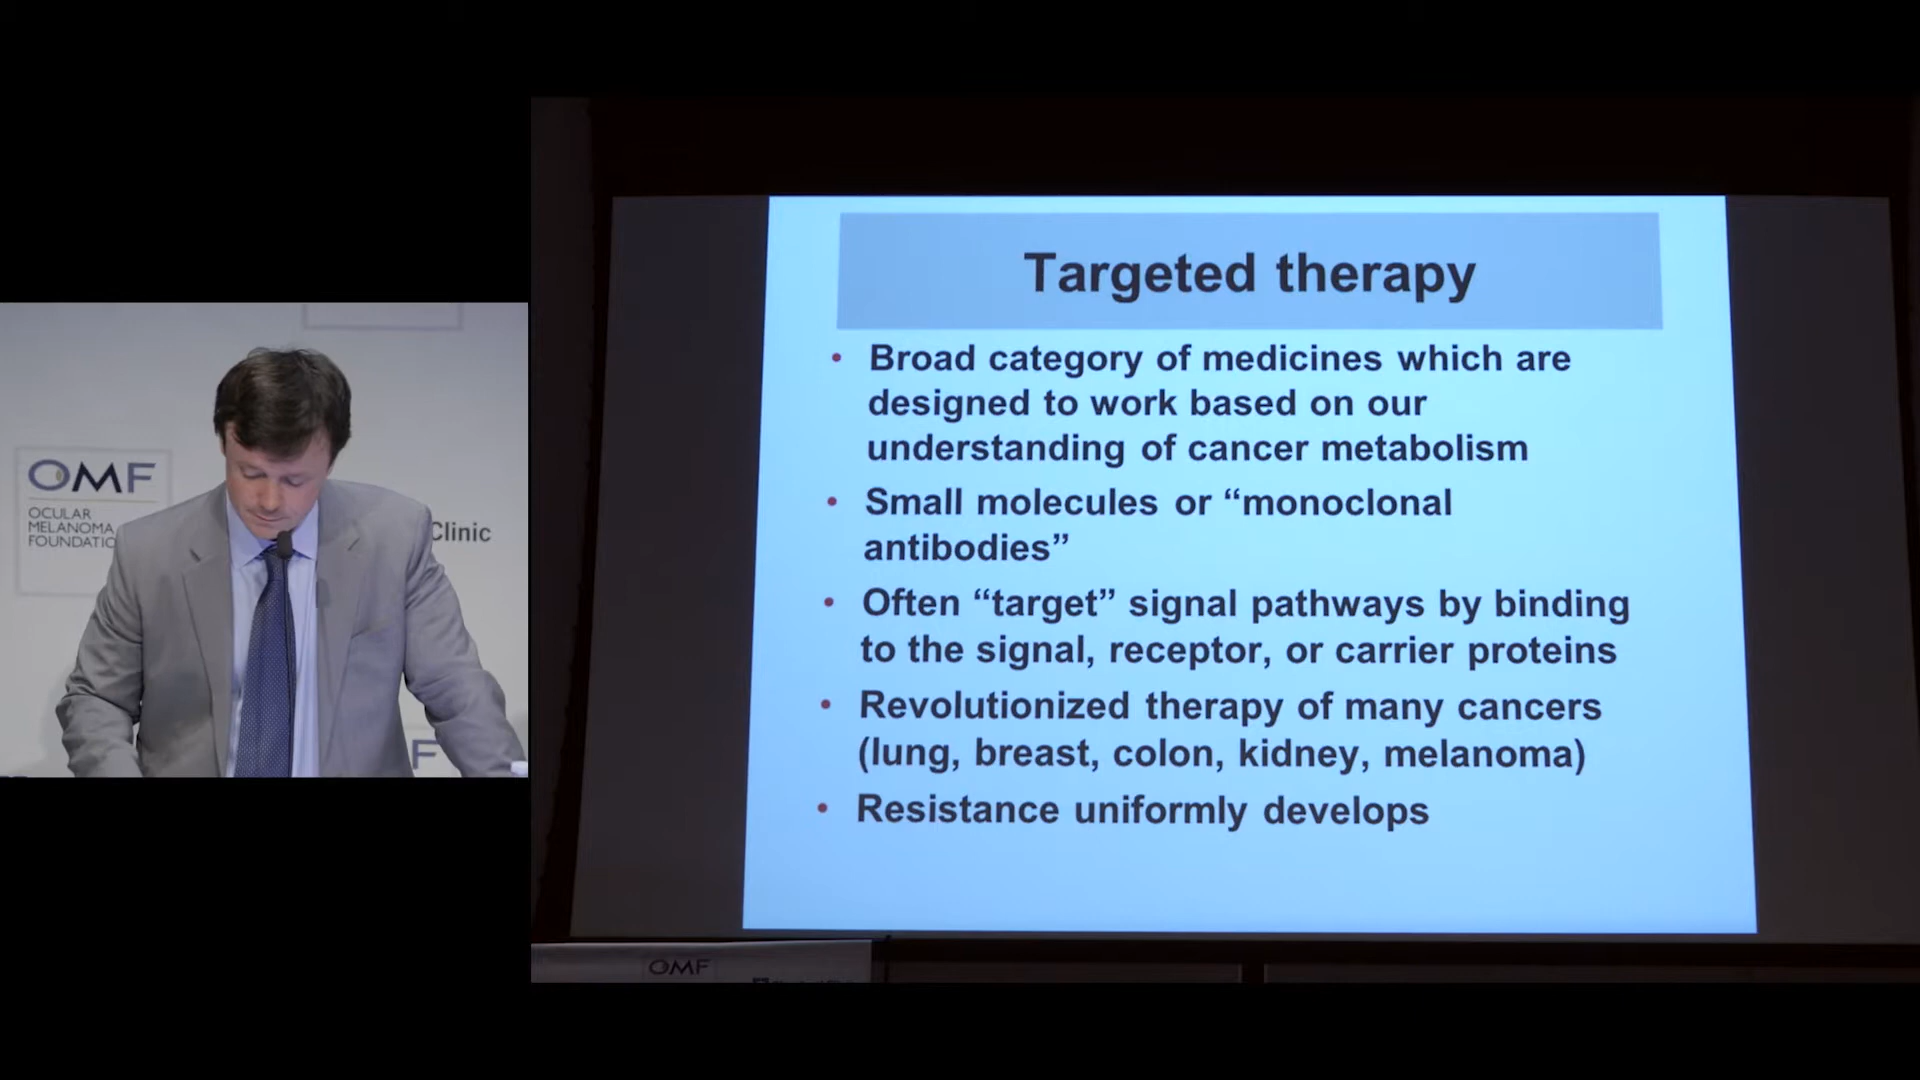 OMF
OCULAR
MELANOMA
FOUNDATIO
Clinic
F
Targeted therapy
• Broad category of medicines which are
designed to work based on our
understanding of cancer metabolism
• Small molecules or “monoclonal
antibodies”
• Often “target” signal pathways by binding
to the signal, receptor, or carrier proteins
• Revolutionized therapy of many cancers
(lung, breast, colon, kidney, melanoma)
• Resistance uniformly develops
OMF